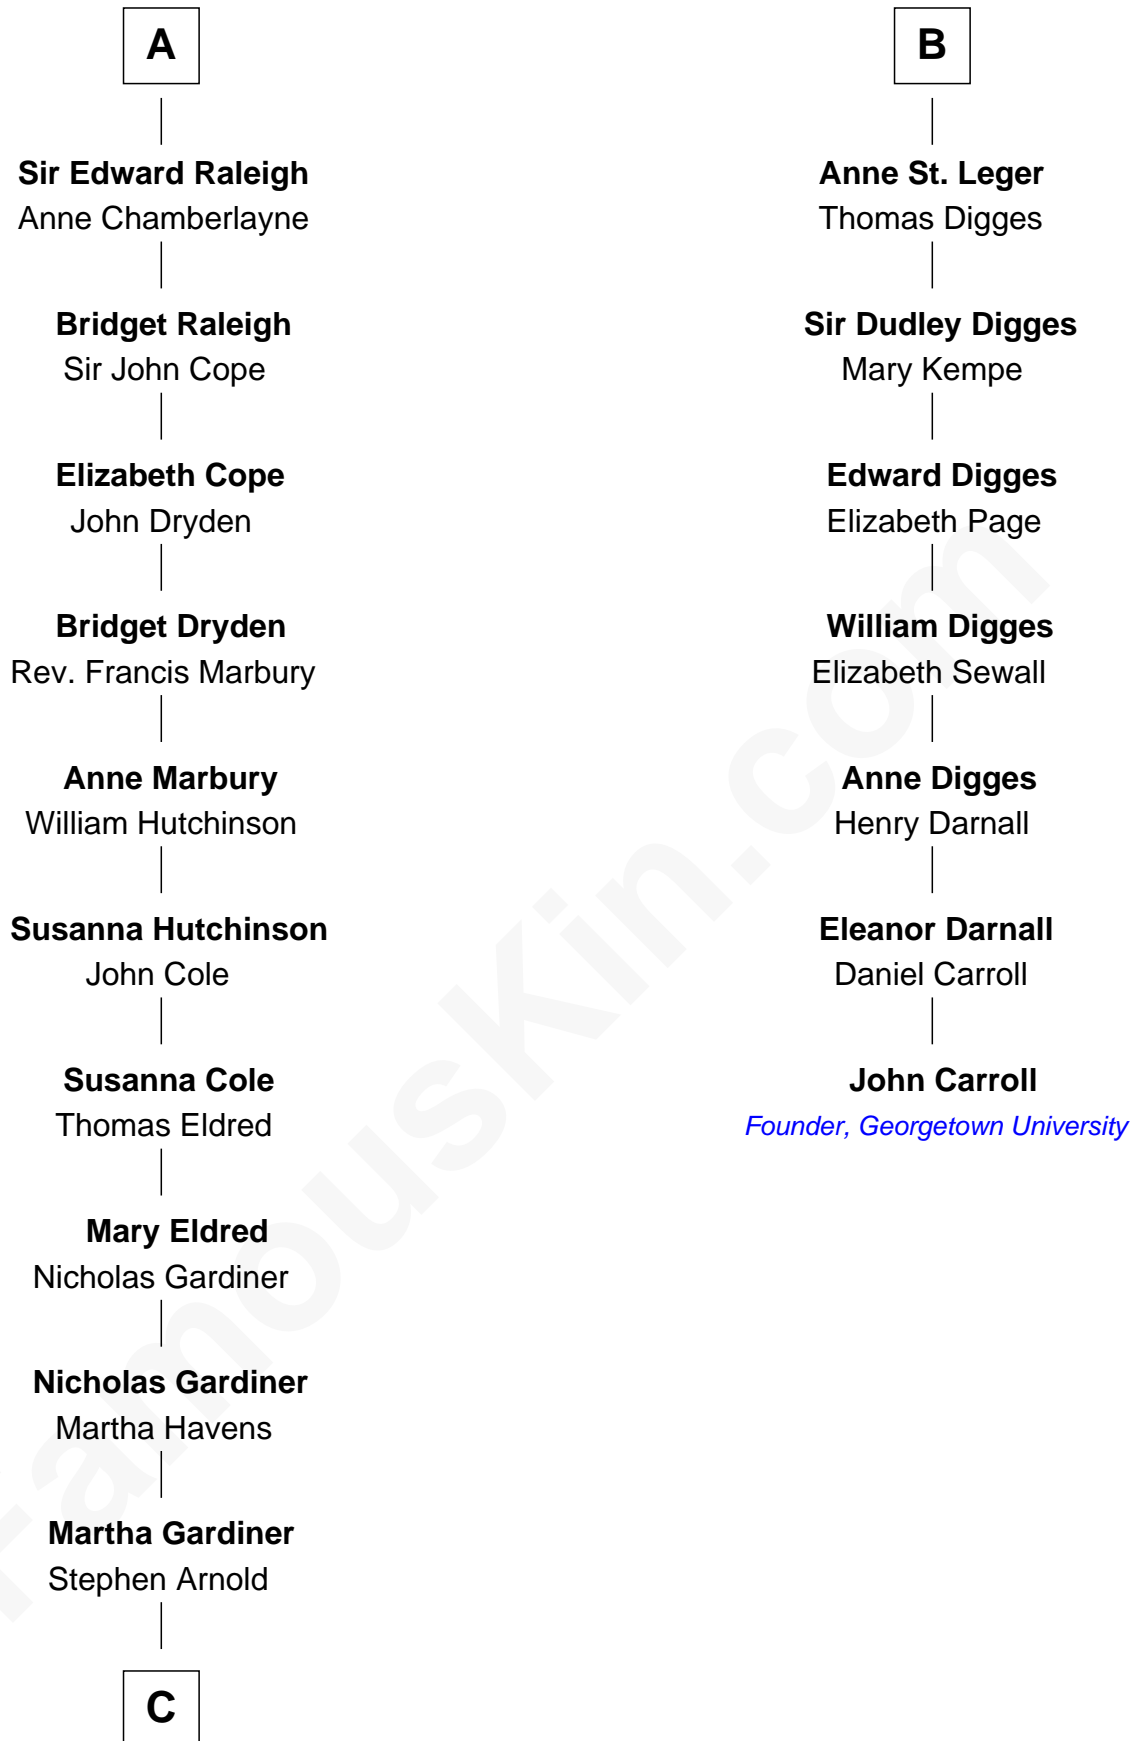 A
Sir Edward Raleigh
Anne Chamberlayne
Bridget Raleigh
Sir John Cope
Elizabeth Cope
John Dryden
Bridget Dryden
Rev. Francis Marbury
Anne Marbury
William Hutchinson
Susanna Hutchinson
John Cole
Susanna Cole
Thomas Eldred
Mary Eldred
Nicholas Gardiner
Nicholas Gardiner
Martha Havens
Martha Gardiner
Stephen Arnold
C
B
Anne St. Leger
Thomas Digges
Sir Dudley Digges
Mary Kempe
Edward Digges
Elizabeth Page
William Digges
Elizabeth Sewall
Anne Digges
Henry Darnall
Eleanor Darnall
Daniel Carroll
John Carroll
Founder, Georgetown University
FamousKin.com